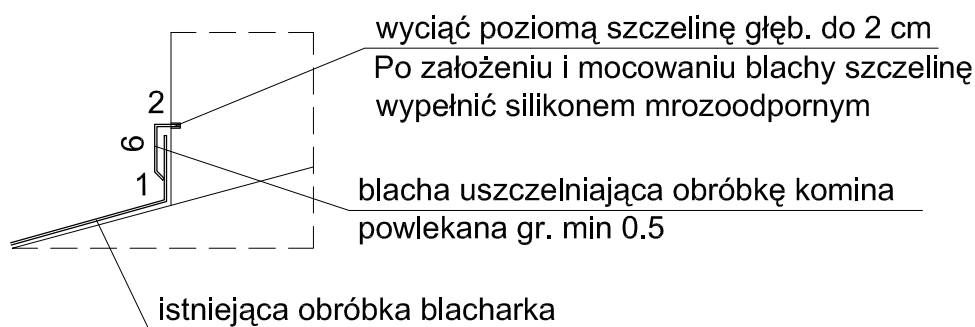 wyciąć poziomą szczelinę głęb. do 2 cm
Po założeniu i mocowaniu blachy szczelinę
wypełnić silikonem mrozoodpornym
2
6
1
blacha uszczelniająca obróbkę komina
powlekana gr. min 0.5
istniejąca obróbka blacharka